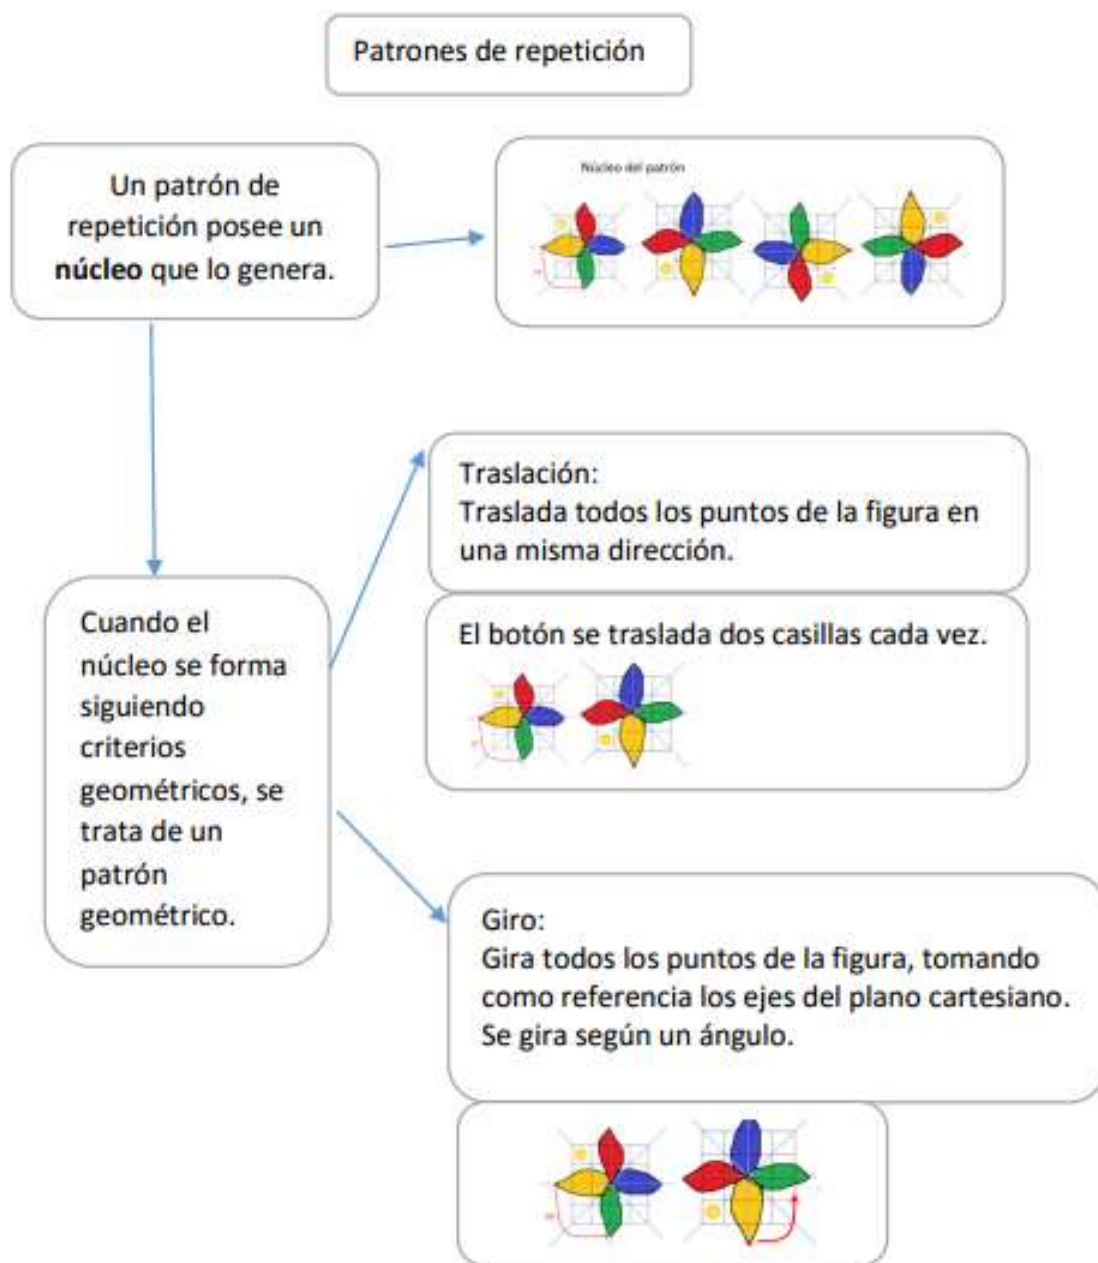 Patrones de repetición
Un patrón de
repetición posee un
núcleo que lo genera.
Núcleo del patrón
Traslación:
Traslada todos los puntos de la figura en
una misma dirección.
El botón se traslada dos casillas cada vez.
Cuando el
núcleo se forma
siguiendo
criterios
geométricos, se
trata de un
patrón
geométrico.
Giro:
Gira todos los puntos de la figura, tomando
como referencia los ejes del plano cartesiano.
Se gira según un ángulo.